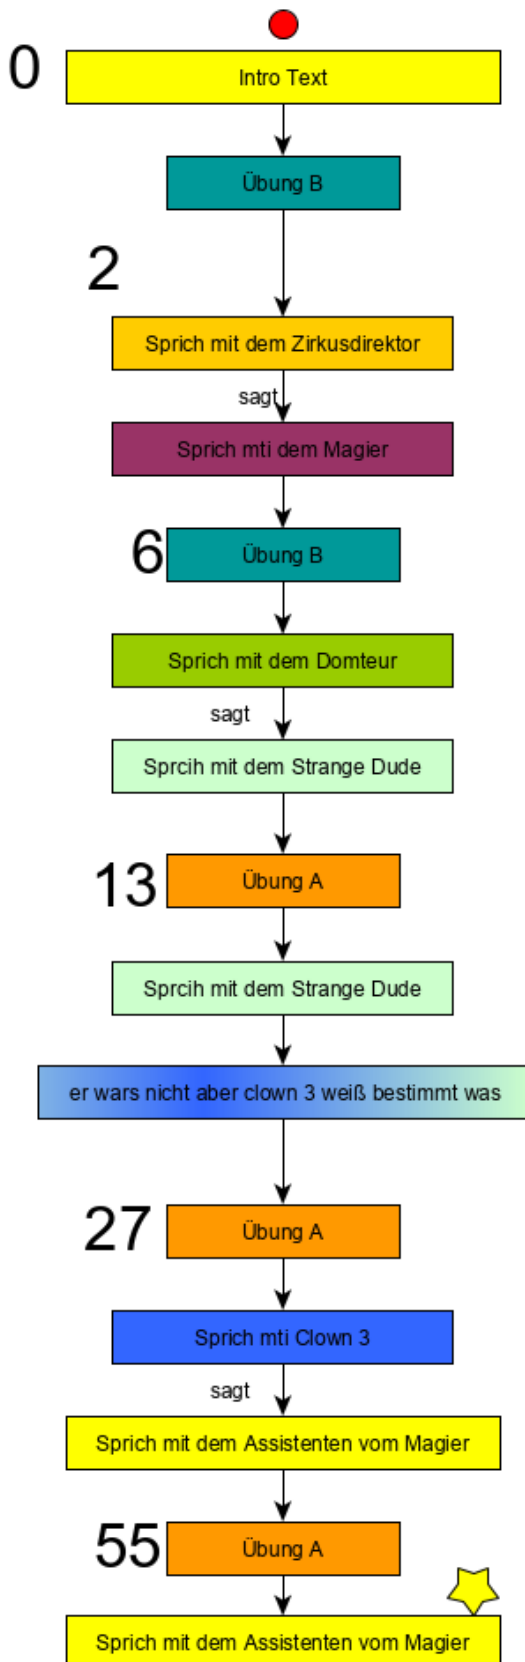 0
Intro Text
Übung B
2
Sprich mit dem Zirkusdirektor
sagt
Sprich mti dem Magier
6
Übung B
Sprich mit dem Domteur
sagt
Sprcih mit dem Strange Dude
13
Übung A
Sprcih mit dem Strange Dude
er wars nicht aber clown 3 weiß bestimmt was
27
Übung A
Sprich mti Clown 3
sagt
Sprich mit dem Assistenten vom Magier
55
Übung A
Sprich mit dem Assistenten vom Magier